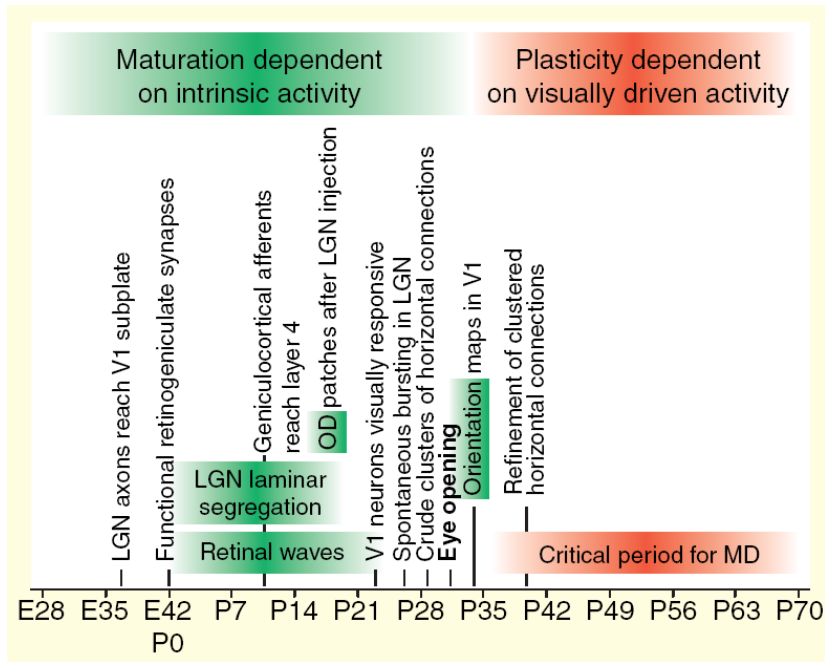 Maturation dependent
on intrinsic activity
Plasticity dependent
on visually driven activity
LGN axons reach V1 subplate
Functional retinogeniculate synapses
Geniculocortical afferents
reach layer 4
OD patches after LGN injection
V1 neurons visually responsive
Spontaneous bursting in LGN
Crude clusters of horizontal connections
Eye opening
Orientation maps in V1
Refinement of clustered
horizontal connections
LGN laminar
segregation
Retinal waves
Critical period for MD
E28 E35 E42 P7 P14 P21 P28 P35 P42 P49 P56 P63 P70
P0